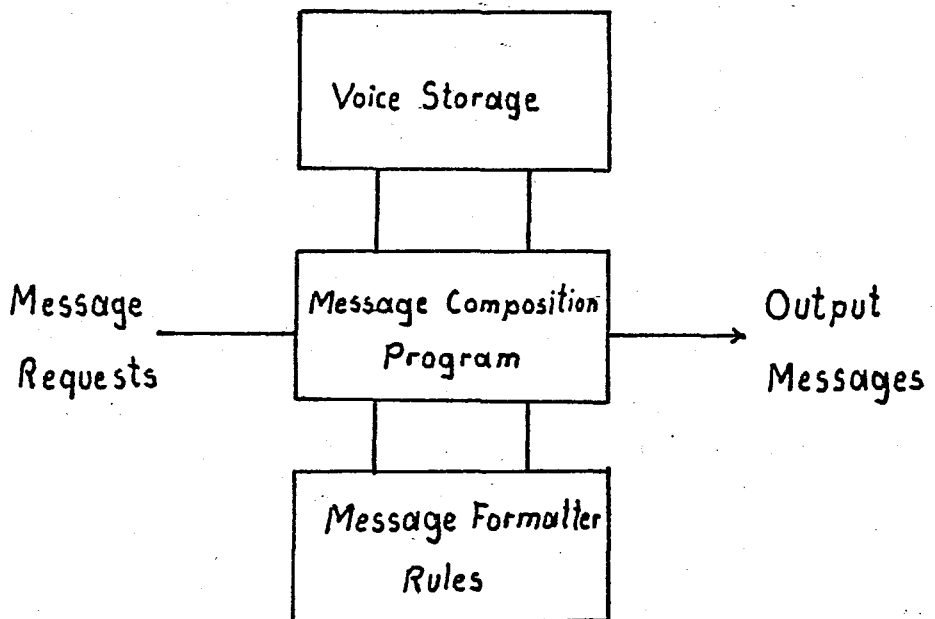 Voice Storage
Message
Requests
Message Composition
Program
Output
Messages
Message Formatter
Rules